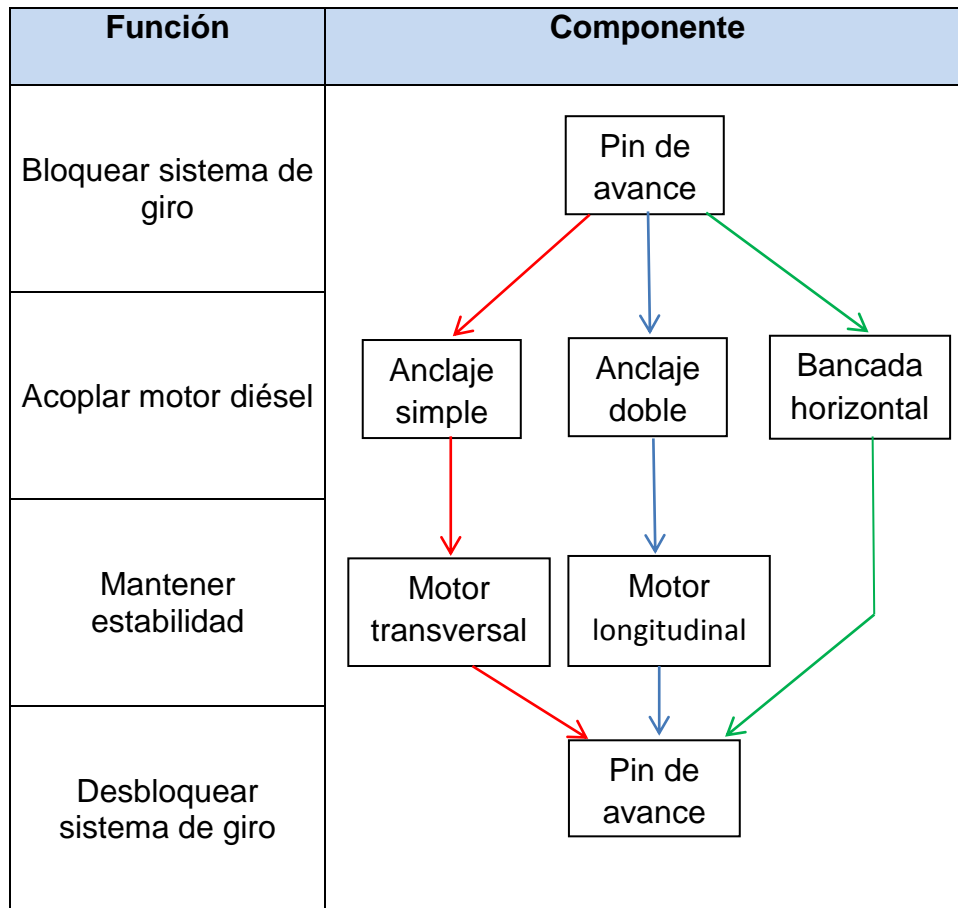 Función
Componente
Bloquear sistema de
giro
Pin de
avance
Acoplar motor diésel
Anclaje
simple
Anclaje
doble
Bancada
horizontal
Mantener
estabilidad
Motor
transversal
Motor
longitudinal
Desbloquear
sistema de giro
Pin de
avance